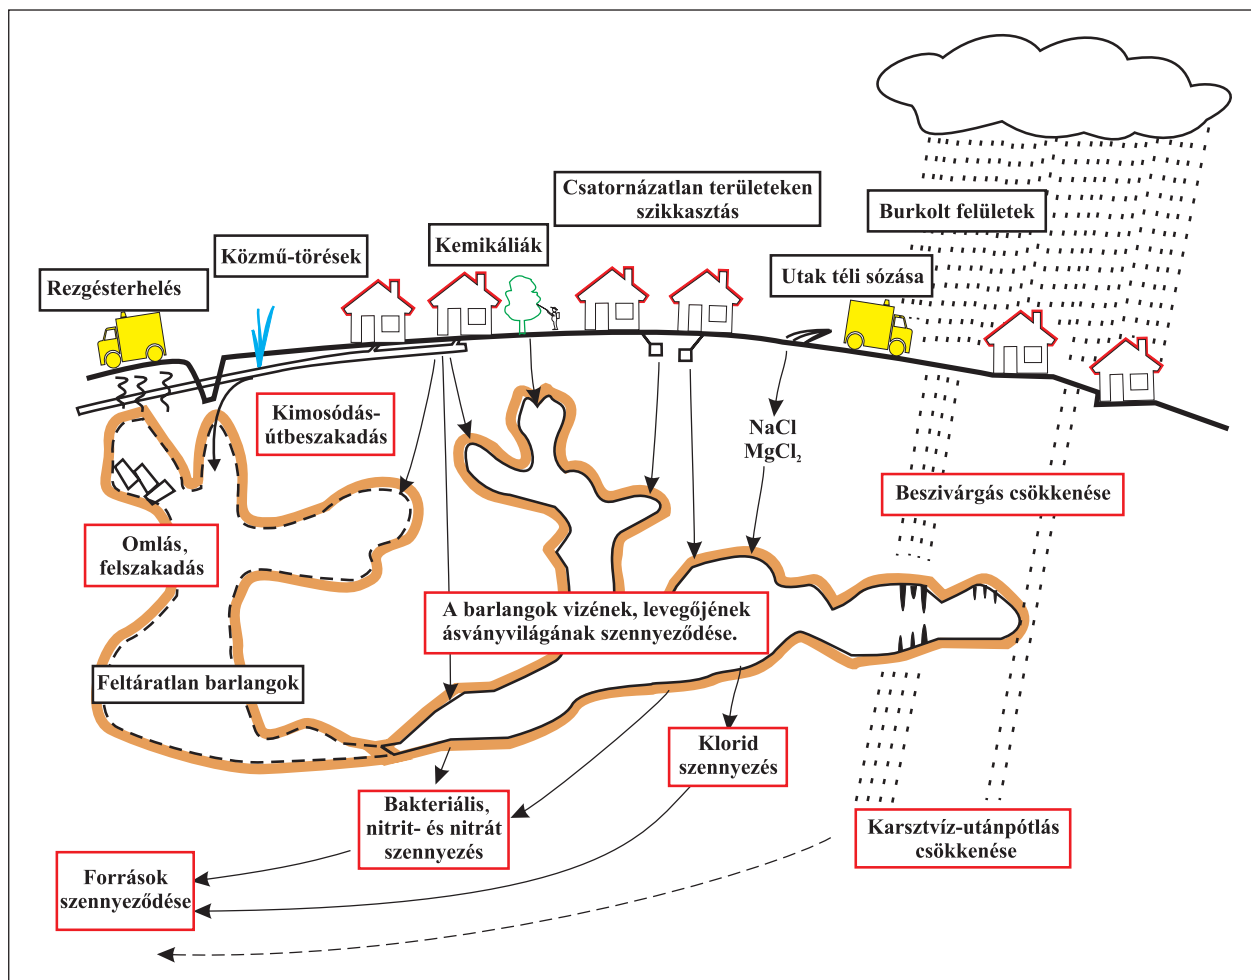 Csatornázatlan területeken
szikkasztás
Burkolt felületek
Kemikáliák
Közmű-törések
Utak téli sózása
Rezgésterhelés
Kimosódás-
útbeszakadás
NaCl
MgCl₂
Beszivárgás csökkenése
Omlás,
felszakadás
A barlangok vizének, levegőjének
ásványvilágának szennyeződése.
Feltáratlan barlangok
Klorid
szennyezés
Bakteriális,
nitrit- és nitrát
szennyezés
Karsztvíz-utánpótlás
csökkenése
Források
szennyeződése